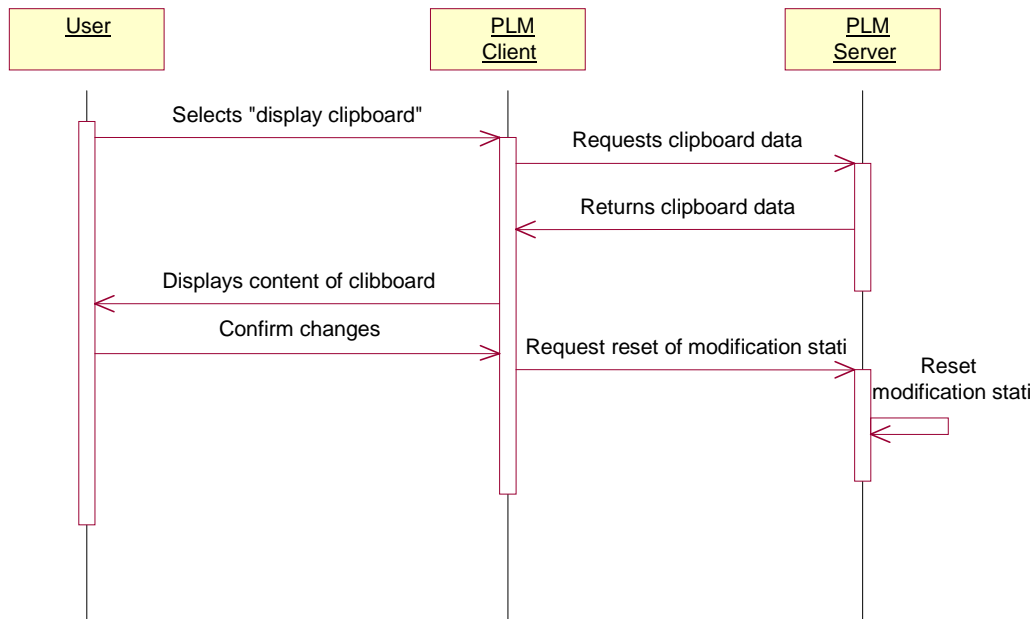 User
PLM
Client
PLM
Server
Selects "display clipboard"
Requests clipboard data
Returns clipboard data
Displays content of clibboard
Confirm changes
Request reset of modification stati
Reset
modification stati